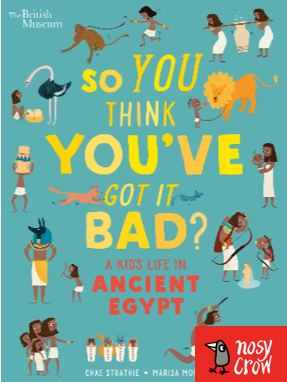 The British
Museum
SO YOU
THINK
YOU'VE
GOT IT
BAD?
A KID'S LIFE IN
ANCIENT
EGYPT
CHAE STRATHIE • MARISA
nosy
crow